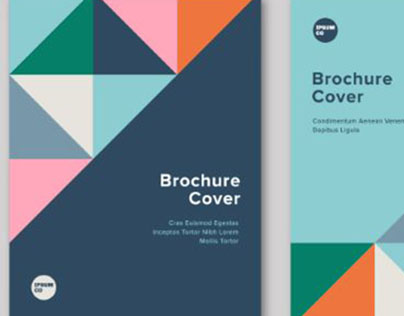 Brochure
Cover
Cras Euismod Egestas
Inceptos Tortor Nibh Lorem
Mollis Tortor
IPSUM
CO
IPSUM
CO
Brochure
Cover
Condimentum Aenean Venen
Dapibus Ligula